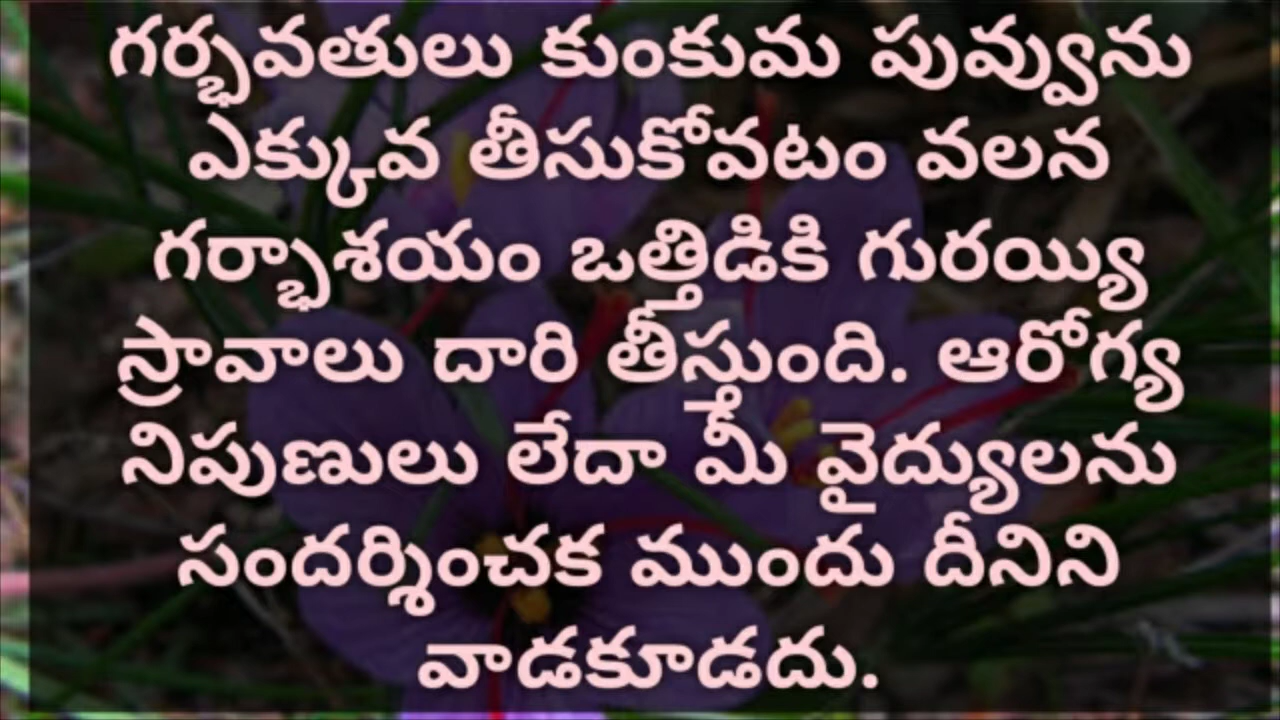 గర్భవతులు కుంకుమ పువ్వును
ఎక్కువ తీసుకోవటం వలన
గర్భాశయం ఒత్తిడికి గురయ్యి
స్రావాలు దారి తీస్తుంది. ఆరోగ్య
నిపుణులు లేదా మీ వైద్యులను
సందర్శించక ముందు దీనిని
వాడకూడదు.